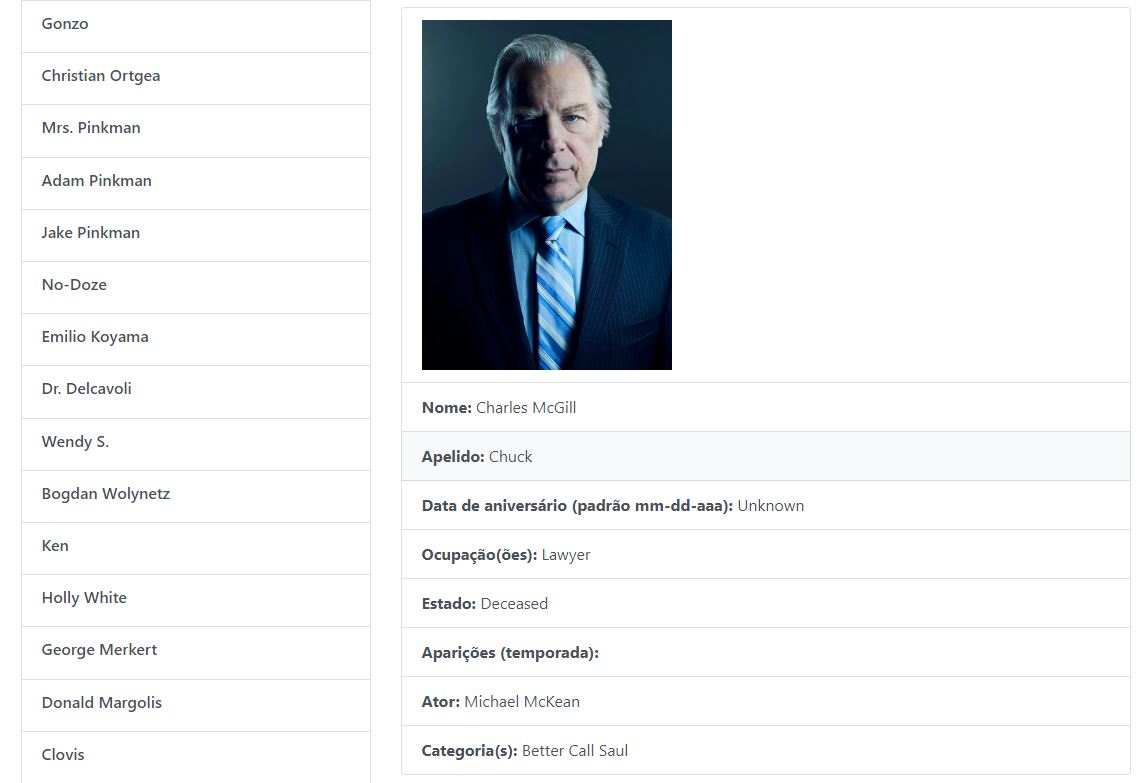 Gonzo
Christian Ortgea
Mrs. Pinkman
Adam Pinkman
Jake Pinkman
No-Doze
Emilio Koyama
Dr. Delcavoli
Wendy S.
Bogdan Wolynetz
Ken
Holly White
George Merkert
Donald Margolis
Clovis
Nome: Charles McGill
Apelido: Chuck
Data de aniversário (padrão mm-dd-aaa): Unknown
Ocupação(ões): Lawyer
Estado: Deceased
Aparições (temporada):
Ator: Michael McKean
Categoria(s): Better Call Saul